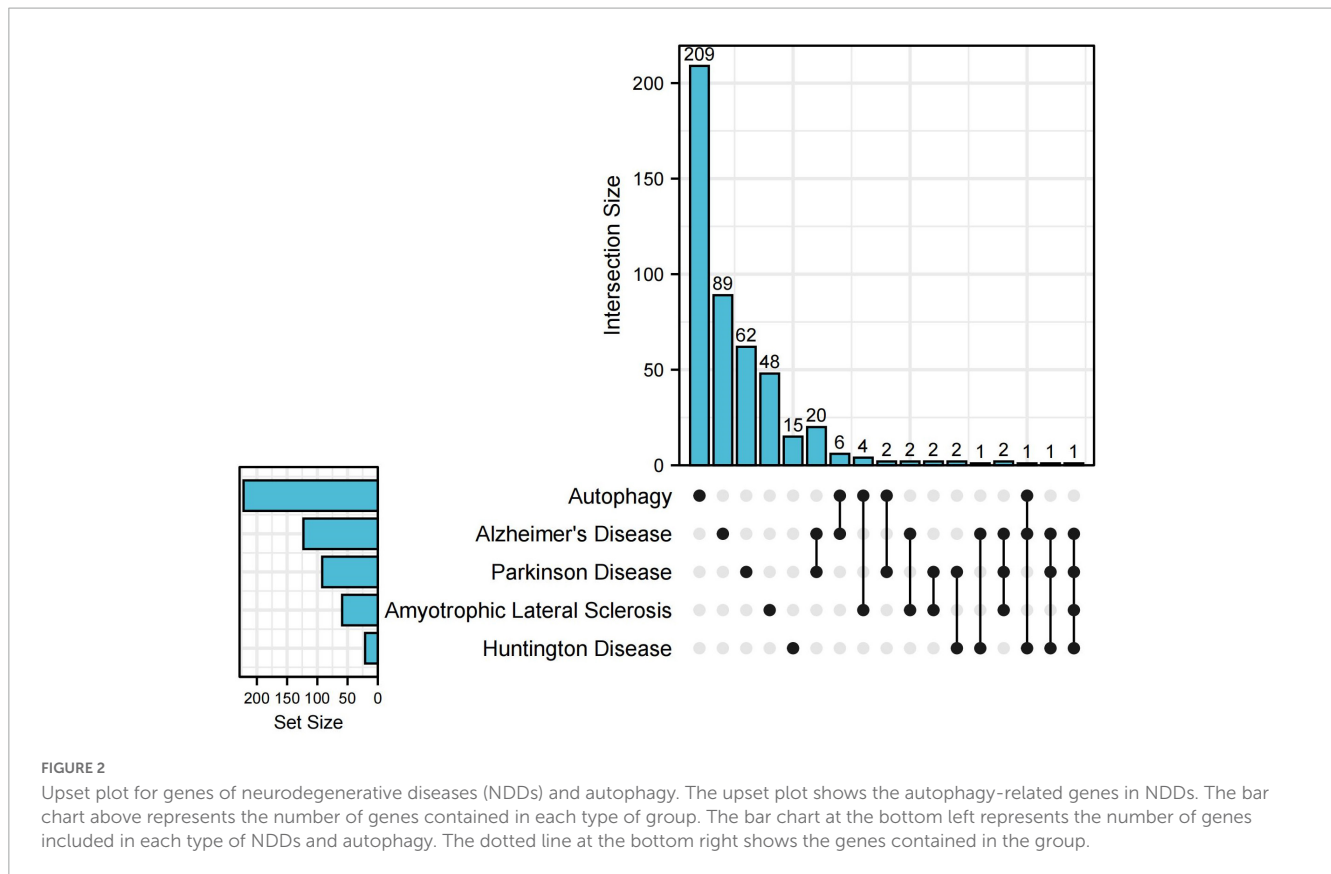 209
200
150
100
50
0
Intersection Size
89
62
48
15
20
6
4
2
2
2
2
1
2
1
1
1
Autophagy
Alzheimer's Disease
Parkinson Disease
Amyotrophic Lateral Sclerosis
Huntington Disease
200 150 100 50 0
Set Size
FIGURE 2
Upset plot for genes of neurodegenerative diseases (NDDs) and autophagy. The upset plot shows the autophagy-related genes in NDDs. The bar
chart above represents the number of genes contained in each type of group. The bar chart at the bottom left represents the number of genes
included in each type of NDDs and autophagy. The dotted line at the bottom right shows the genes contained in the group.